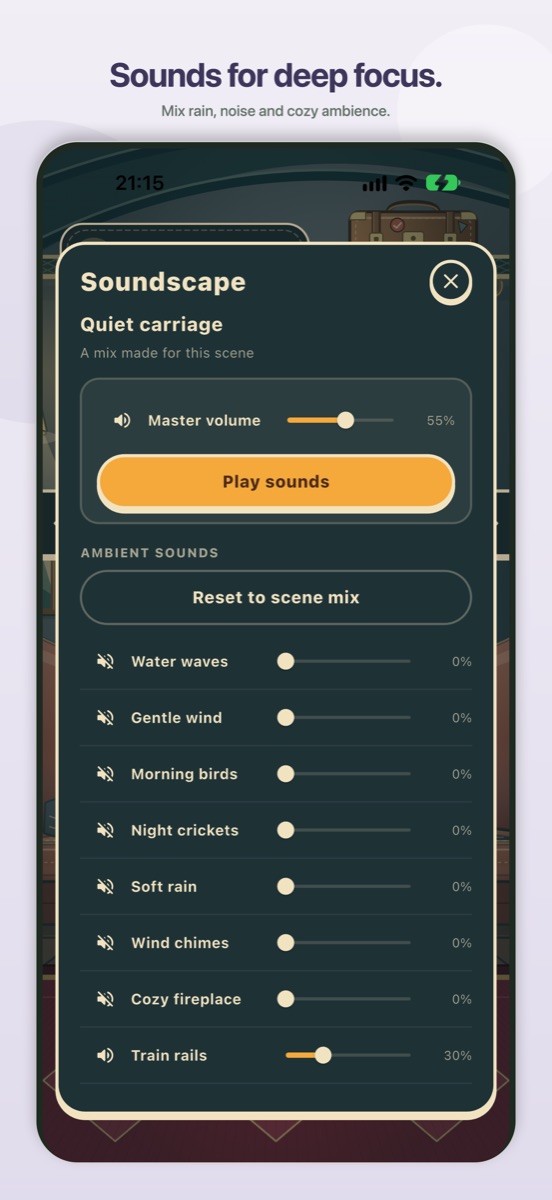 Sounds for deep focus.
Mix rain, noise and cozy ambience.
21:15
Soundscape
Quiet carriage
A mix made for this scene
Master volume 55%
Play sounds
AMBIENT SOUNDS
Reset to scene mix
Water waves 0%
Gentle wind 0%
Morning birds 0%
Night crickets 0%
Soft rain 0%
Wind chimes 0%
Cozy fireplace 0%
Train rails 30%